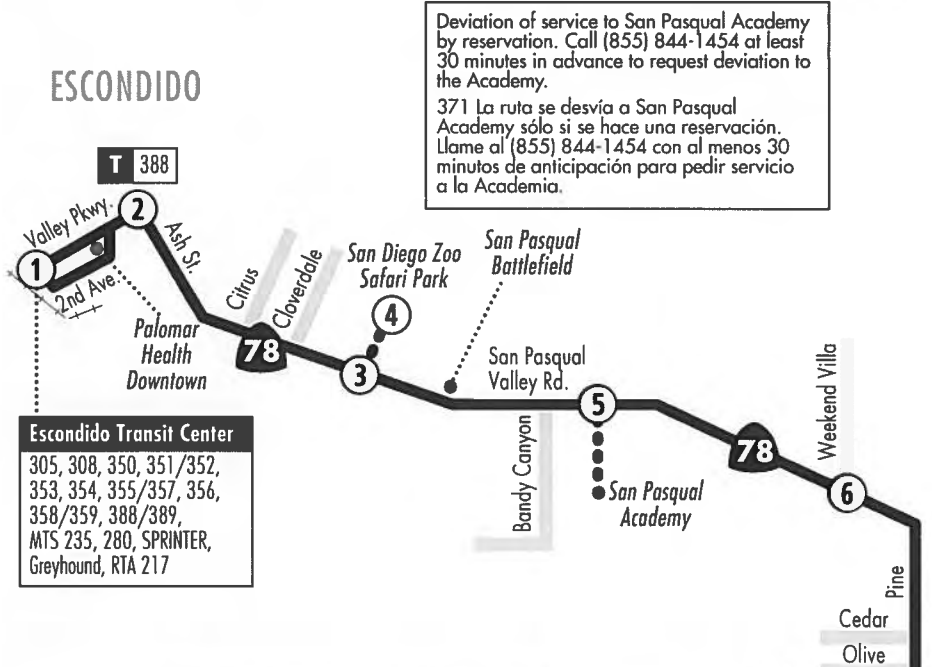 Deviation of service to San Pasqual Academy
by reservation. Call (855) 844-1454 at least
30 minutes in advance to request deviation to
the Academy.
371 La ruta se desvía a San Pasqual
Academy sólo si se hace una reservación.
Llame al (855) 844-1454 con al menos 30
minutos de anticipación para pedir servicio
a la Academia.
ESCONDIDO
T 388
Valley Pkwy.
2
1
2nd Ave.
Ash St.
Palomar
Health
Downtown
Citrus
Cloverdale
78
San Diego Zoo
Safari Park
4
3
San Pasqual
Battlefield
San Pasqual
Valley Rd.
5
Bandy Canyon
San Pasqual
Academy
78
Weekend Villa
6
Pine
Cedar
Olive
Escondido Transit Center
305, 308, 350, 351/352,
353, 354, 355/357, 356,
358/359, 388/389,
MTS 235, 280, SPRINTER,
Greyhound, RTA 217